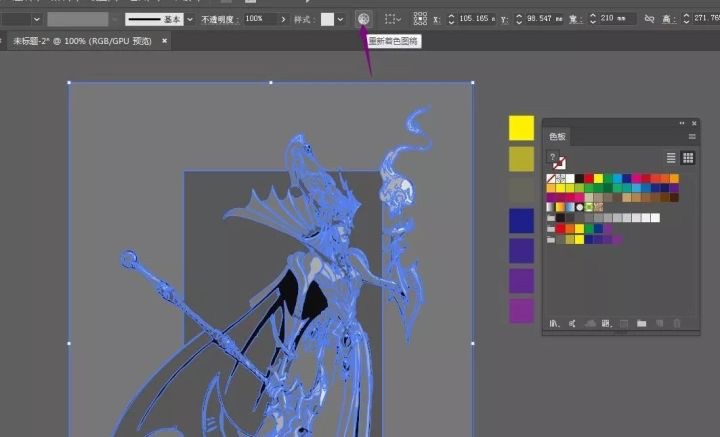 基本 不透明度: 100% 样式: X: 105.165 m Y: 98.547 mm 宽: 210 mm 高: 271.765
未标题-2* @ 100% (RGB/GPU 预览) ×
重新着色图稿
色板
?